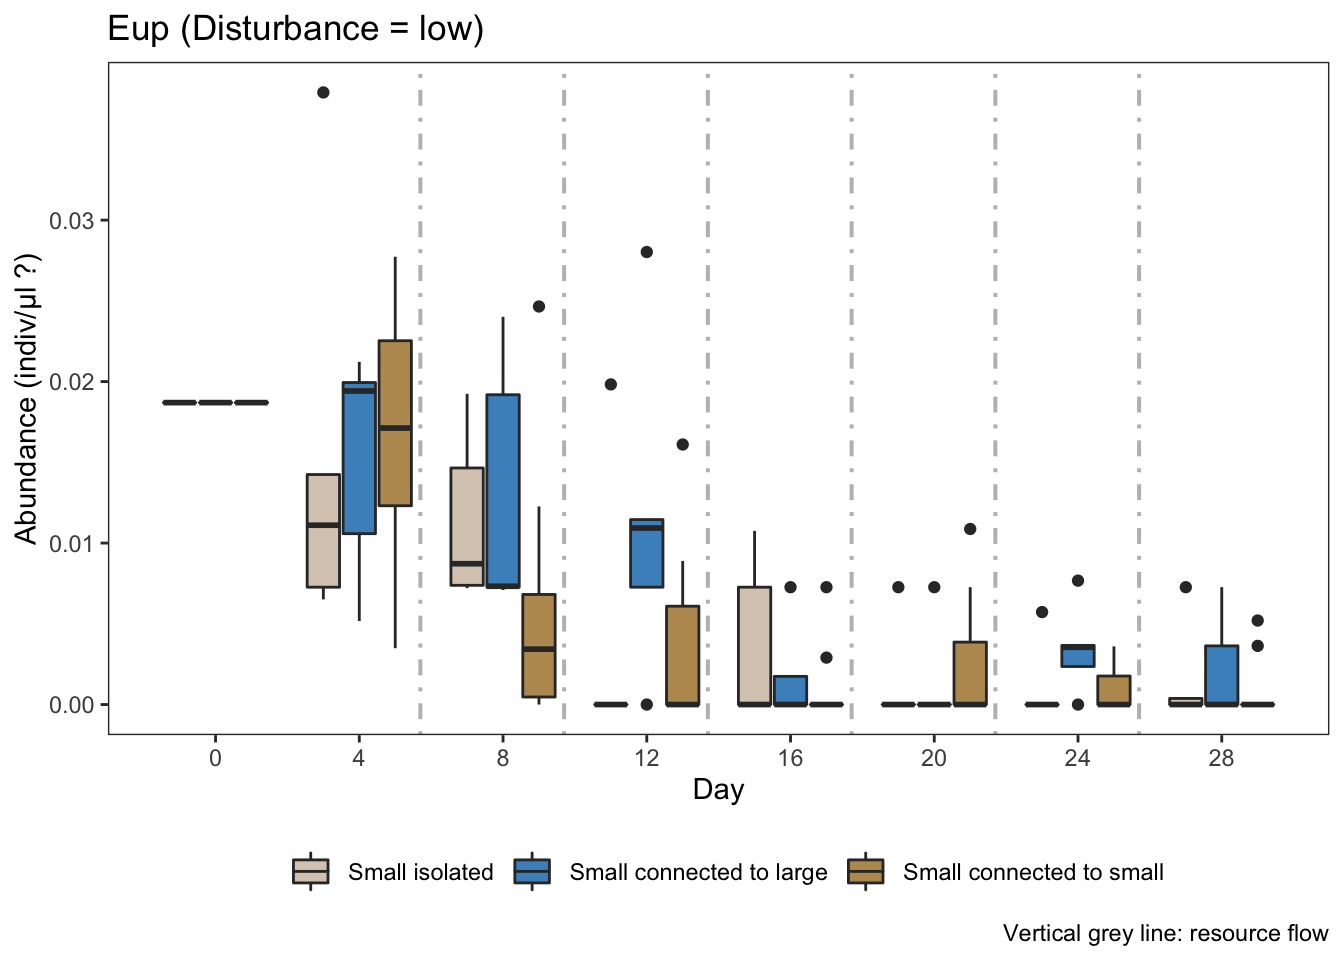 Eup (Disturbance = low)
Abundance (indiv/μl ?)
0.03
0.02
0.01
0.00
0 4 8 12 16 20 24 28
Day
Small isolated Small connected to large Small connected to small
Vertical grey line: resource flow